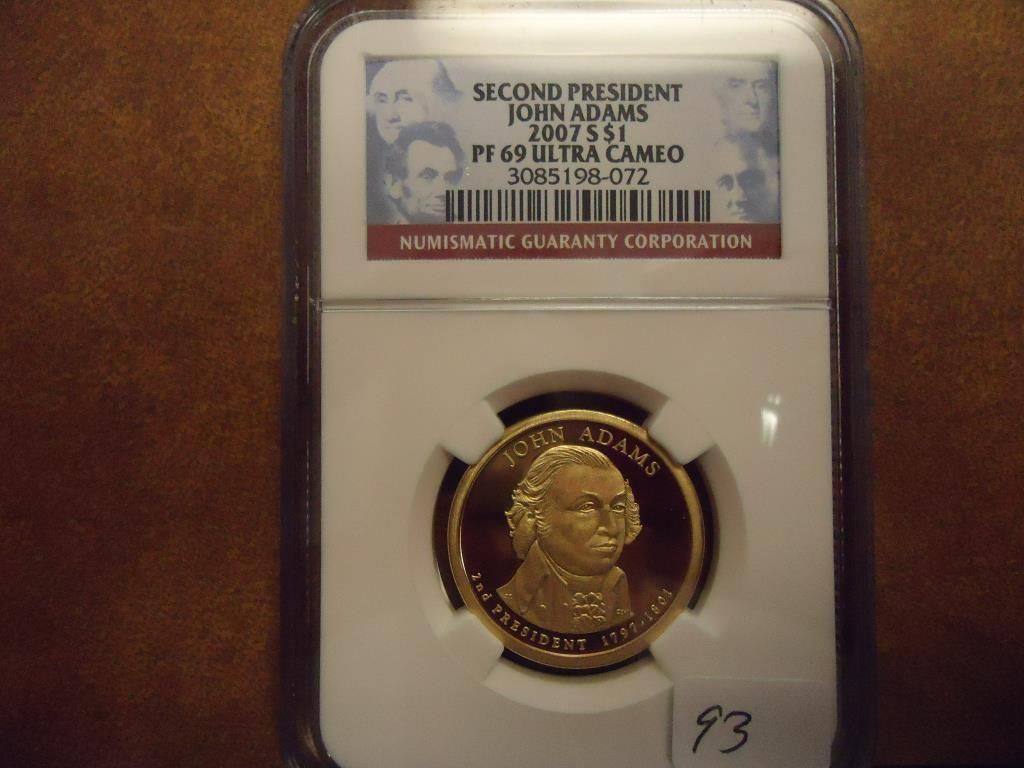 SECOND PRESIDENT
JOHN ADAMS
2007 S $1
PF 69 ULTRA CAMEO
3085198-072
NUMISMATIC GUARANTY CORPORATION
JOHN ADAMS
2nd PRESIDENT 1797-1801
93